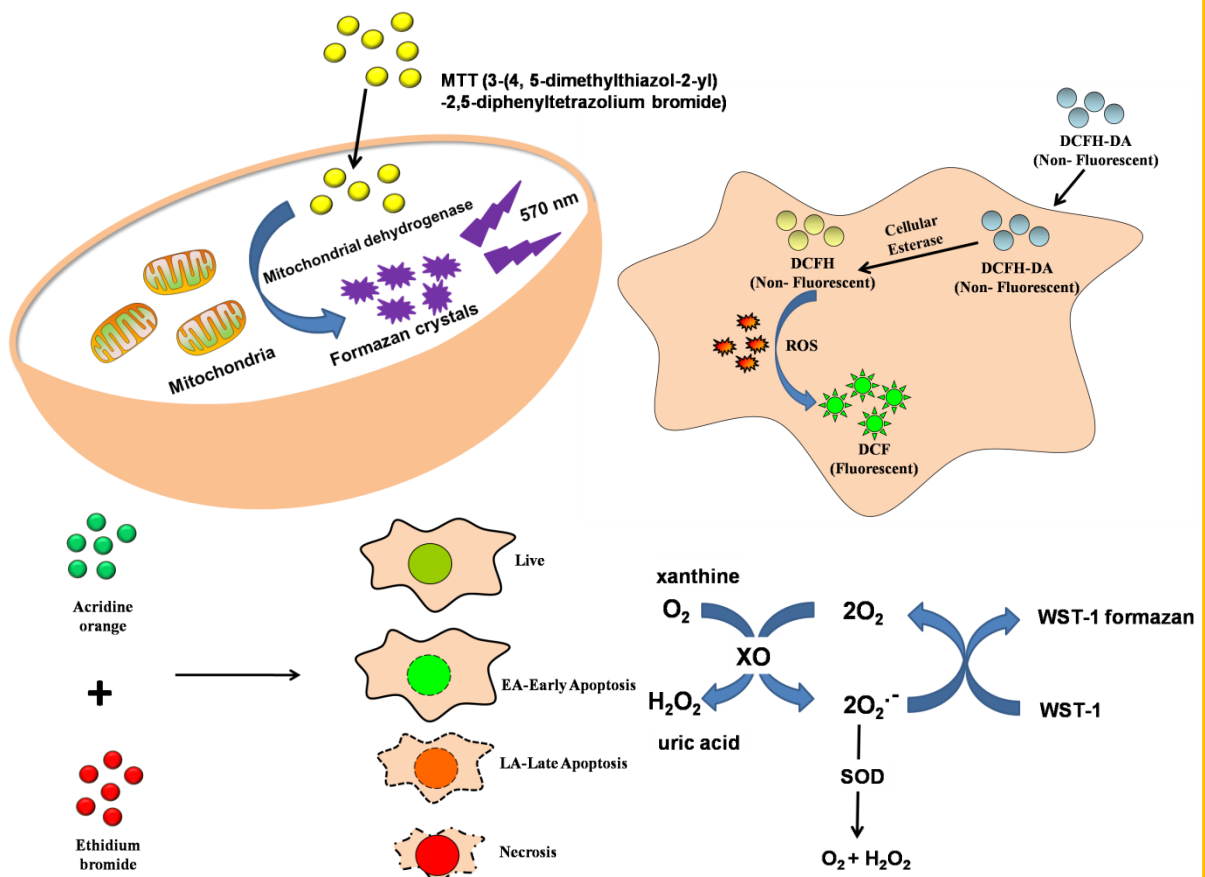 MTT (3-(4, 5-dimethylthiazol-2-yl)
-2,5-diphenyltetrazolium bromide)
Mitochondrial dehydrogenase
570 nm
Formazan crystals
Mitochondria
DCFH-DA
(Non- Fluorescent)
Cellular
Esterase
DCFH
(Non- Fluorescent)
DCFH-DA
(Non- Fluorescent)
ROS
DCF
(Fluorescent)
Acridine
orange
+
Ethidium
bromide
Live
EA-Early Apoptosis
LA-Late Apoptosis
Necrosis
xanthine
O₂
2O₂
WST-1 formazan
XO
H₂O₂
2O₂·⁻
WST-1
uric acid
SOD
O₂ + H₂O₂